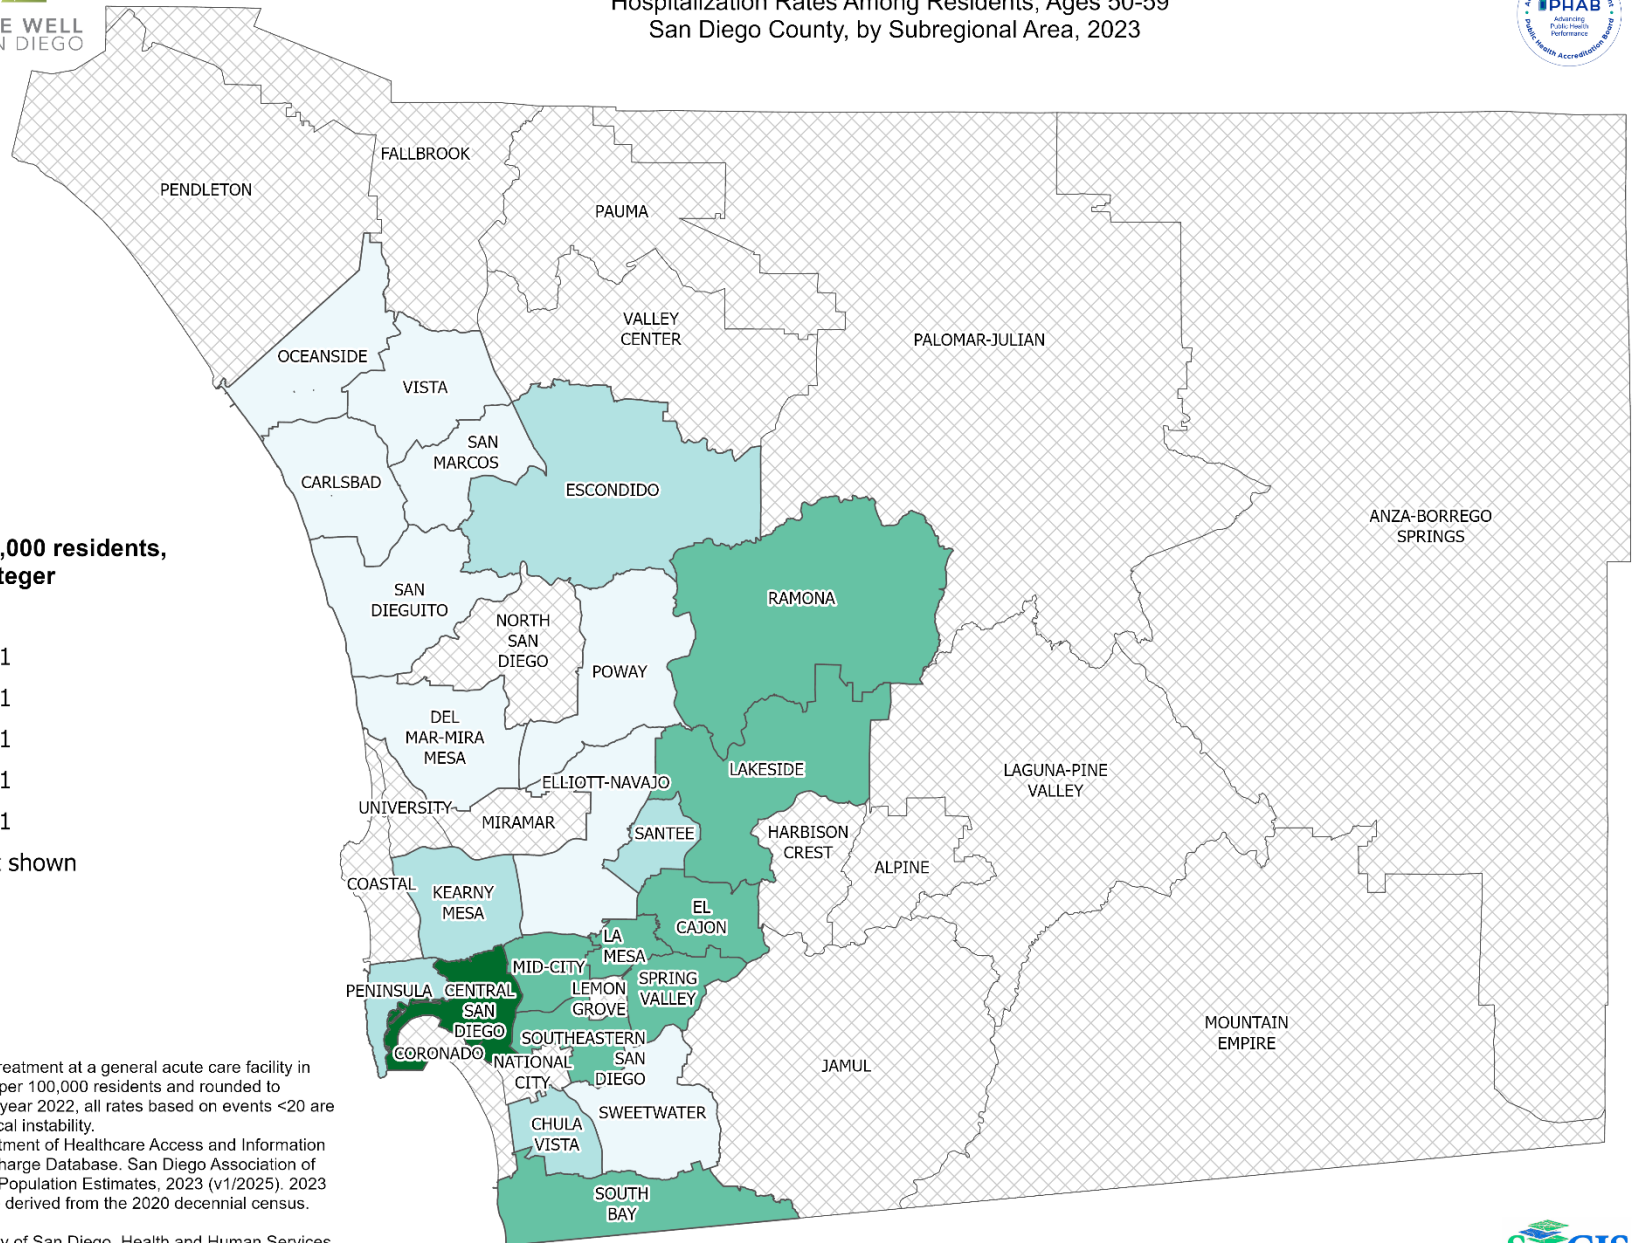 E WELL
N DIEGO
Hospitalization Rates Among Residents, Ages 50-59
San Diego County, by Subregional Area, 2023
PHAB
Advancing
Public Health
Performance
Public Health Accreditation Board
FALLBROOK
PENDLETON
PAUMA
VALLEY
CENTER
PALOMAR-JULIAN
OCEANSIDE
VISTA
SAN
MARCOS
CARLSBAD
ESCONDIDO
ANZA-BORREGO
SPRINGS
,000 residents,
teger
SAN
DIEGUITO
RAMONA
NORTH
SAN
DIEGO
POWAY
1
1
1
1
1
t shown
DEL
MAR-MIRA
MESA
ELLIOTT-NAVAJO
LAKESIDE
LAGUNA-PINE
VALLEY
UNIVERSITY
MIRAMAR
SANTEE
HARBISON
CREST
ALPINE
COASTAL
KEARNY
MESA
EL
CAJON
LA
MESA
MID-CITY
SPRING
VALLEY
LEMON
GROVE
PENINSULA
CENTRAL
SAN
DIEGO
SOUTHEASTERN
SAN
DIEGO
CORONADO
NATIONAL
CITY
MOUNTAIN
EMPIRE
JAMUL
SWEETWATER
CHULA
VISTA
SOUTH
BAY
reatment at a general acute care facility in
per 100,000 residents and rounded to
year 2022, all rates based on events <20 are
cal instability.
tment of Healthcare Access and Information
harge Database. San Diego Association of
Population Estimates, 2023 (v1/2025). 2023
derived from the 2020 decennial census.
y of San Diego, Health and Human Services